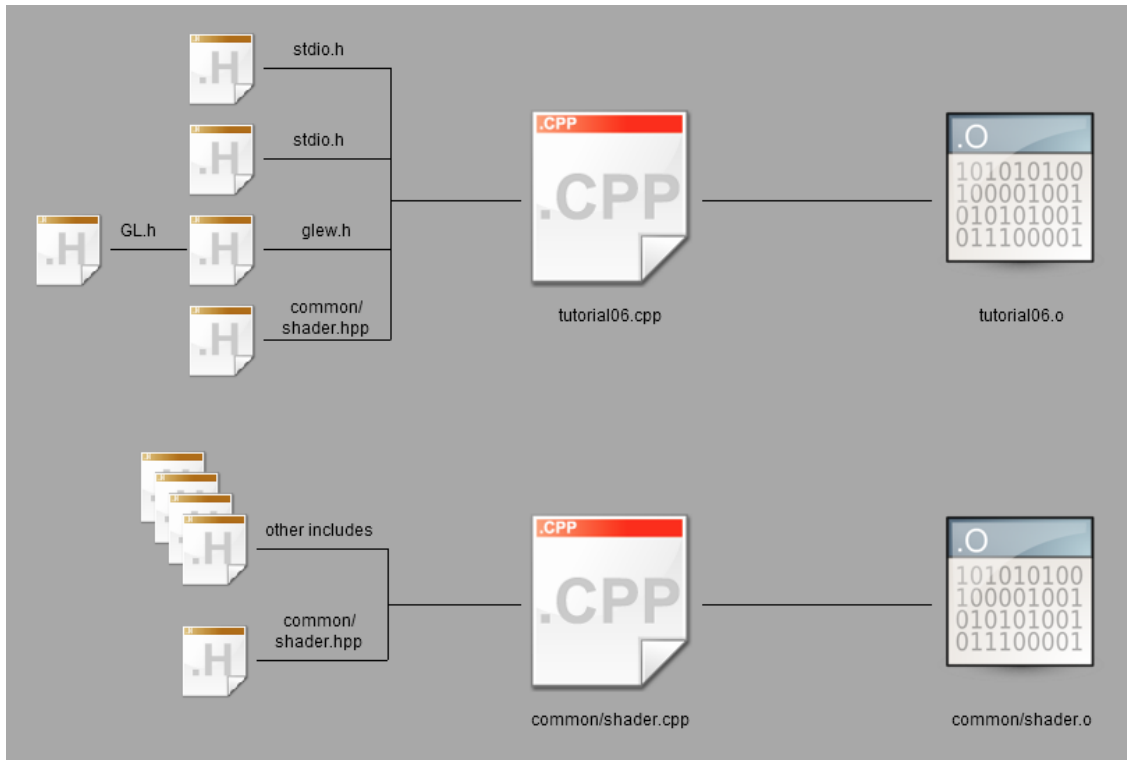 stdio.h
.H
stdio.h
.H
GL.h
.H
glew.h
.H
common/
shader.hpp
.H
.CPP
.CPP
tutorial06.cpp
.O
101010100
100001001
010101001
011100001
tutorial06.o
other includes
.H
common/
shader.hpp
.H
.CPP
.CPP
common/shader.cpp
.O
101010100
100001001
010101001
011100001
common/shader.o